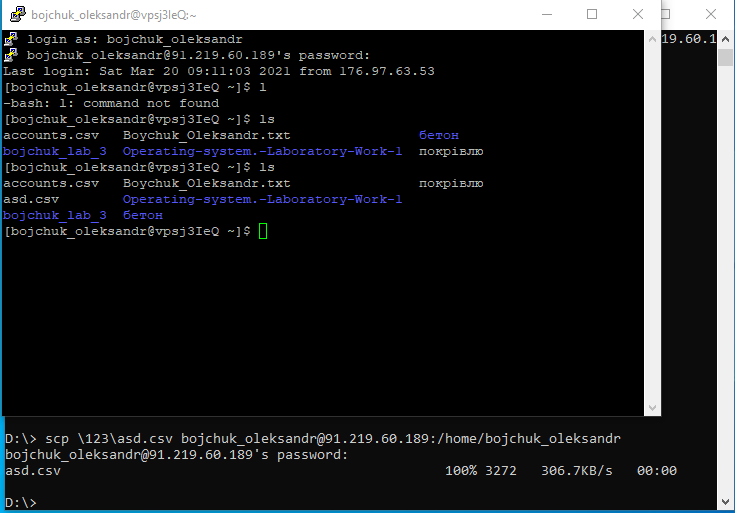 bojchuk_oleksandr@vpsj3IeQ:~
login as: bojchuk_oleksandr
19.60.1
bojchuk_oleksandr@91.219.60.189's password:
Last login: Sat Mar 20 09:11:03 2021 from 176.97.63.53
[bojchuk_oleksandr@vpsj3IeQ ~]$ l
-bash: l: command not found
[bojchuk_oleksandr@vpsj3IeQ ~]$ ls
accounts.csv Boychuk_Oleksandr.txt бетон
bojchuk_lab_3 Operating-system.-Laboratory-Work-1 покрівлю
[bojchuk_oleksandr@vpsj3IeQ ~]$ ls
accounts.csv Boychuk_Oleksandr.txt покрівлю
asd.csv Operating-system.-Laboratory-Work-1
bojchuk_lab_3 бетон
[bojchuk_oleksandr@vpsj3IeQ ~]$
D:\> scp \123\asd.csv bojchuk_oleksandr@91.219.60.189:/home/bojchuk_oleksandr
bojchuk_oleksandr@91.219.60.189's password:
asd.csv 100% 3272 306.7KB/s 00:00
D:\>